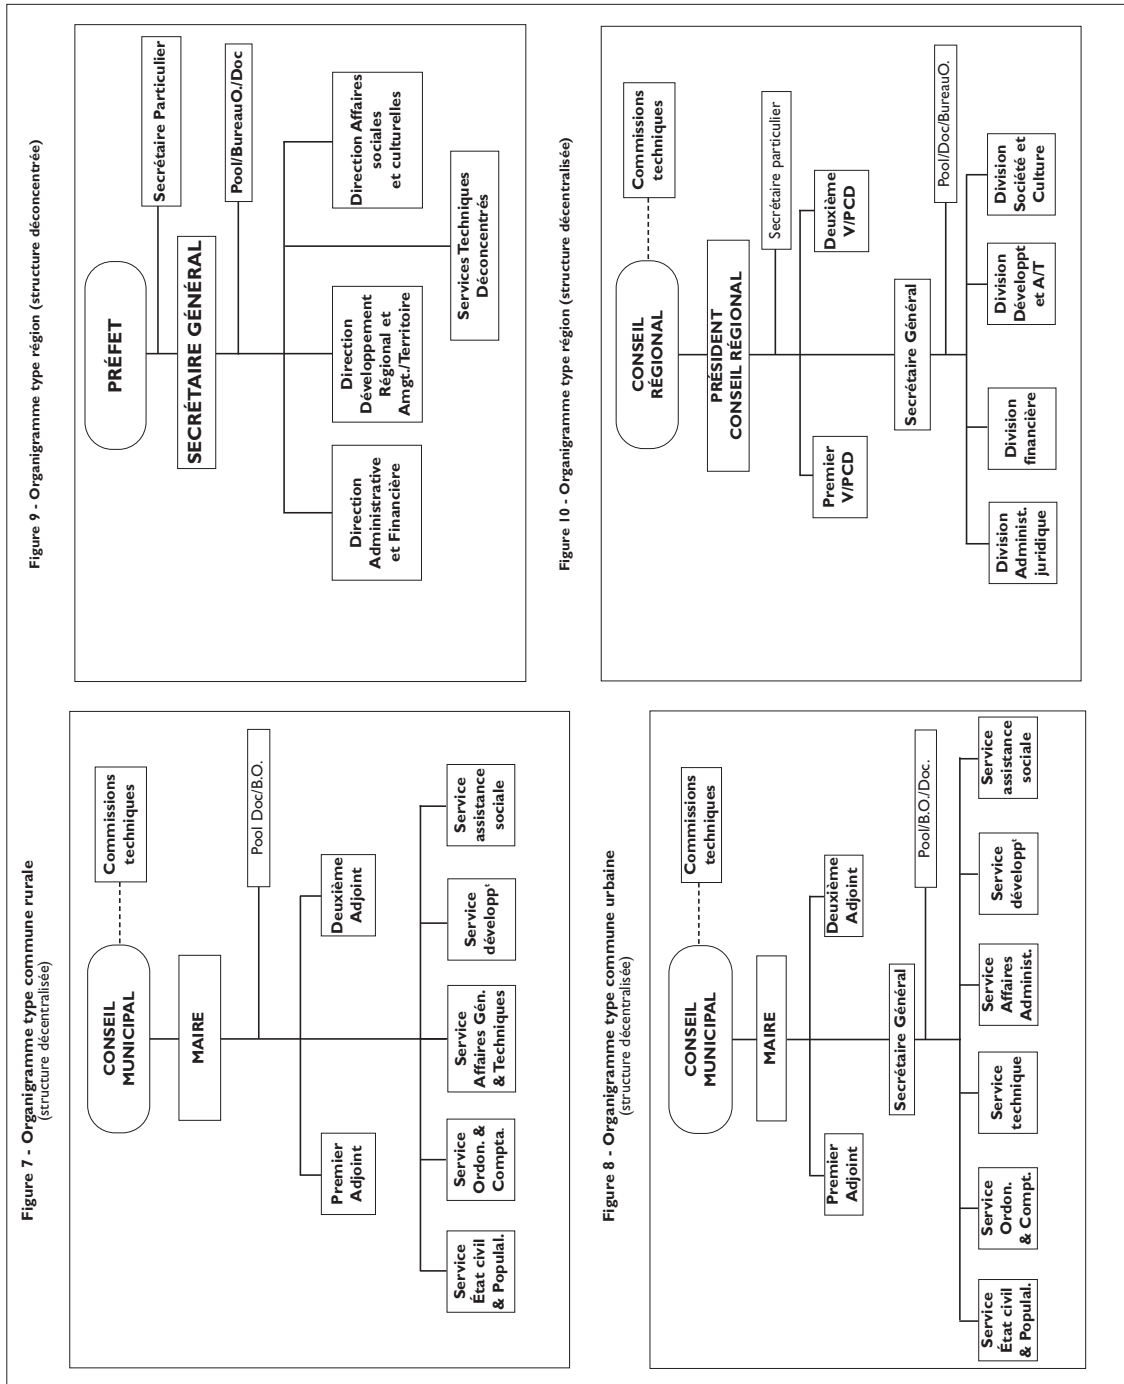 Figure 7 - Organigramme type commune rurale
(structure décentralisée)
CONSEIL
MUNICIPAL
Commissions
techniques
MAIRE
Pool Doc/B.O.
Premier
Adjoint
Deuxième
Adjoint
Service
État civil
& Populal.
Service
Ordon. &
Compta.
Service
Affaires Gén.
& Techniques
Service
développᵗ
Service
assistance
sociale
Figure 8 - Organigramme type commune urbaine
(structure décentralisée)
CONSEIL
MUNICIPAL
Commissions
techniques
MAIRE
Premier
Adjoint
Deuxième
Adjoint
Secrétaire Général
Pool/B.O./Doc.
Service
État civil
& Populal.
Service
Ordon.
& Compt.
Service
technique
Service
Affaires
Administ.
Service
développᵗ
Service
assistance
sociale
Figure 9 - Organigramme type région (structure déconcentrée)
PRÉFET
Secrétaire Particulier
SECRÉTAIRE GÉNÉRAL
Pool/BureauO./Doc
Direction
Administrative
et Financière
Direction
Développement
Régional et
Amgt./Territoire
Direction Affaires
sociales
et culturelles
Services Techniques
Déconcentrés
Figure 10 - Organigramme type région (structure décentralisée)
CONSEIL
RÉGIONAL
Commissions
techniques
PRÉSIDENT
CONSEIL RÉGIONAL
Secrétaire particulier
Premier
V/PCD
Deuxième
V/PCD
Secrétaire Général
Pool/Doc/BureauO.
Division
Administ.
juridique
Division
financière
Division
Développt
et A/T
Division
Société et
Culture